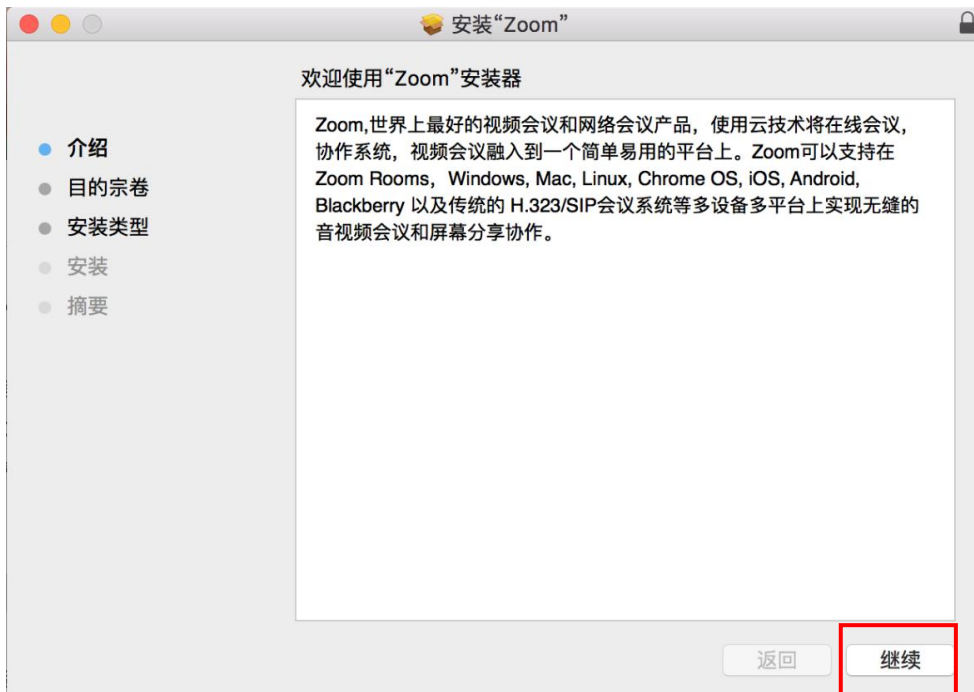 安装“Zoom”
欢迎使用“Zoom”安装器
介绍
目的宗卷
安装类型
安装
摘要
Zoom,世界上最好的视频会议和网络会议产品，使用云技术将在线会议，
协作系统，视频会议融入到一个简单易用的平台上。Zoom可以支持在
Zoom Rooms，Windows, Mac, Linux, Chrome OS, iOS, Android,
Blackberry 以及传统的 H.323/SIP会议系统等多设备多平台上实现无缝的
音视频会议和屏幕分享协作。
返回
继续